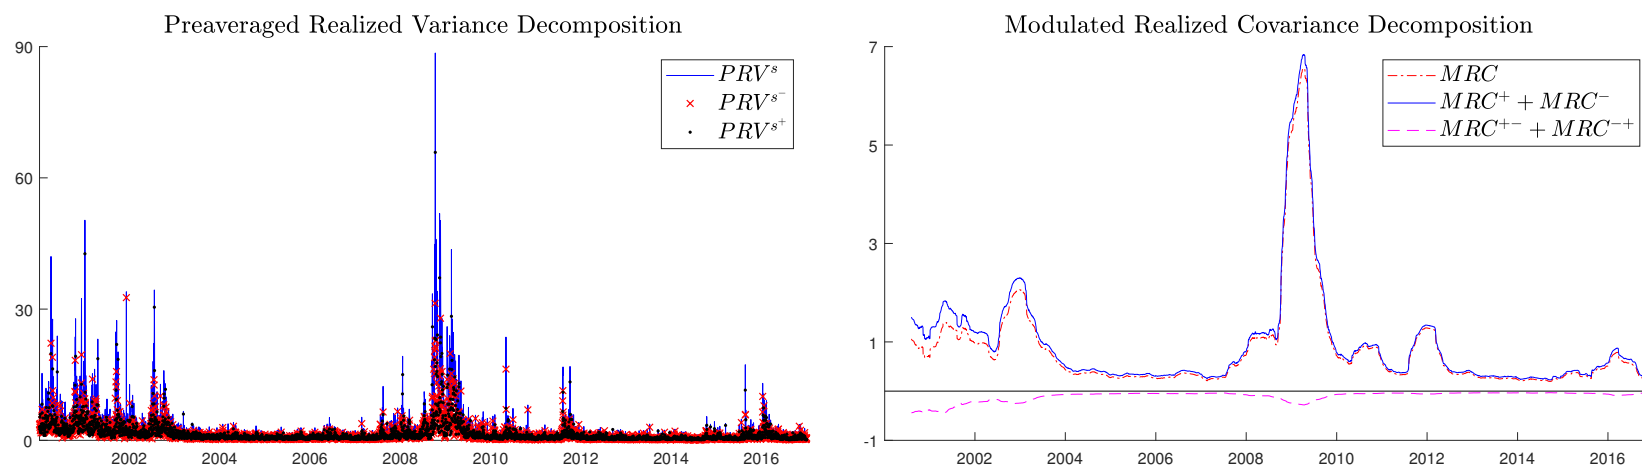 Preaveraged Realized Variance Decomposition
90
60
30
0
2002 2004 2006 2008 2010 2012 2014 2016
PRV^s
PRV^{s^-}
PRV^{s^+}
Modulated Realized Covariance Decomposition
7
5
3
1
-1
2002 2004 2006 2008 2010 2012 2014 2016
MRC
MRC^+ + MRC^-
MRC^{+-} + MRC^{-+}